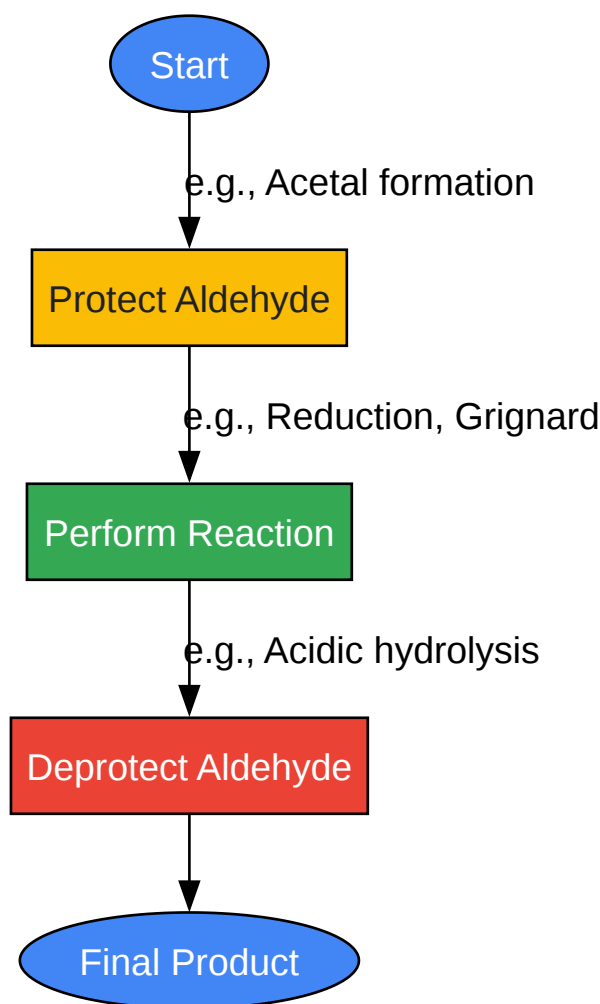 Start
e.g., Acetal formation
Protect Aldehyde
e.g., Reduction, Grignard
Perform Reaction
e.g., Acidic hydrolysis
Deprotect Aldehyde
Final Product